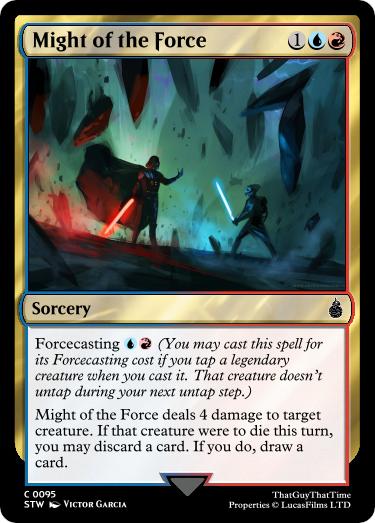 Might of the Force 1
Sorcery
Forcecasting (You may cast this spell for
its Forcecasting cost if you tap a legendary
creature when you cast it. That creature doesn't
untap during your next untap step.)
Might of the Force deals 4 damage to target
creature. If that creature were to die this turn,
you may discard a card. If you do, draw a
card.
C 0095
ThatGuyThatTime
STW Victor Garcia
Properties © LucasFilms LTD